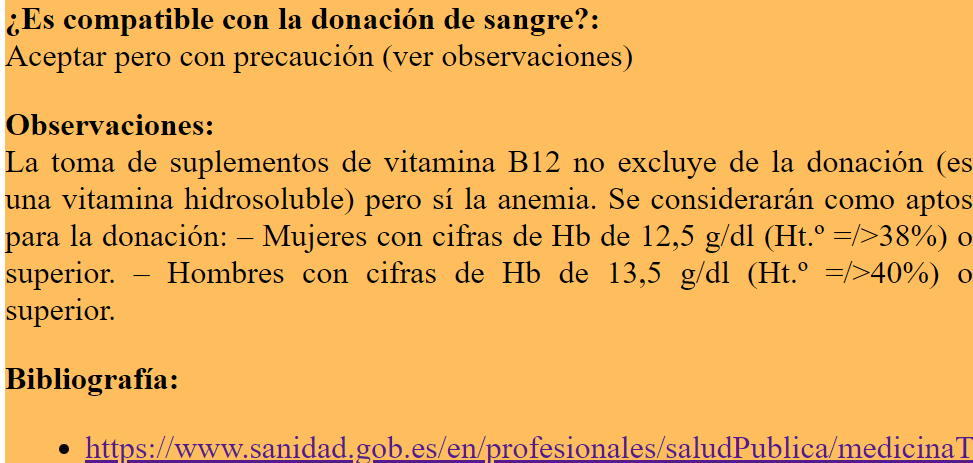 ¿Es compatible con la donación de sangre?:
Aceptar pero con precaución (ver observaciones)
Observaciones:
La toma de suplementos de vitamina B12 no excluye de la donación (es
una vitamina hidrosoluble) pero sí la anemia. Se considerarán como aptos
para la donación: – Mujeres con cifras de Hb de 12,5 g/dl (Ht.º =/>38%) o
superior. – Hombres con cifras de Hb de 13,5 g/dl (Ht.º =/>40%) o
superior.
Bibliografía:
• https://www.sanidad.gob.es/en/profesionales/saludPublica/medicinaT